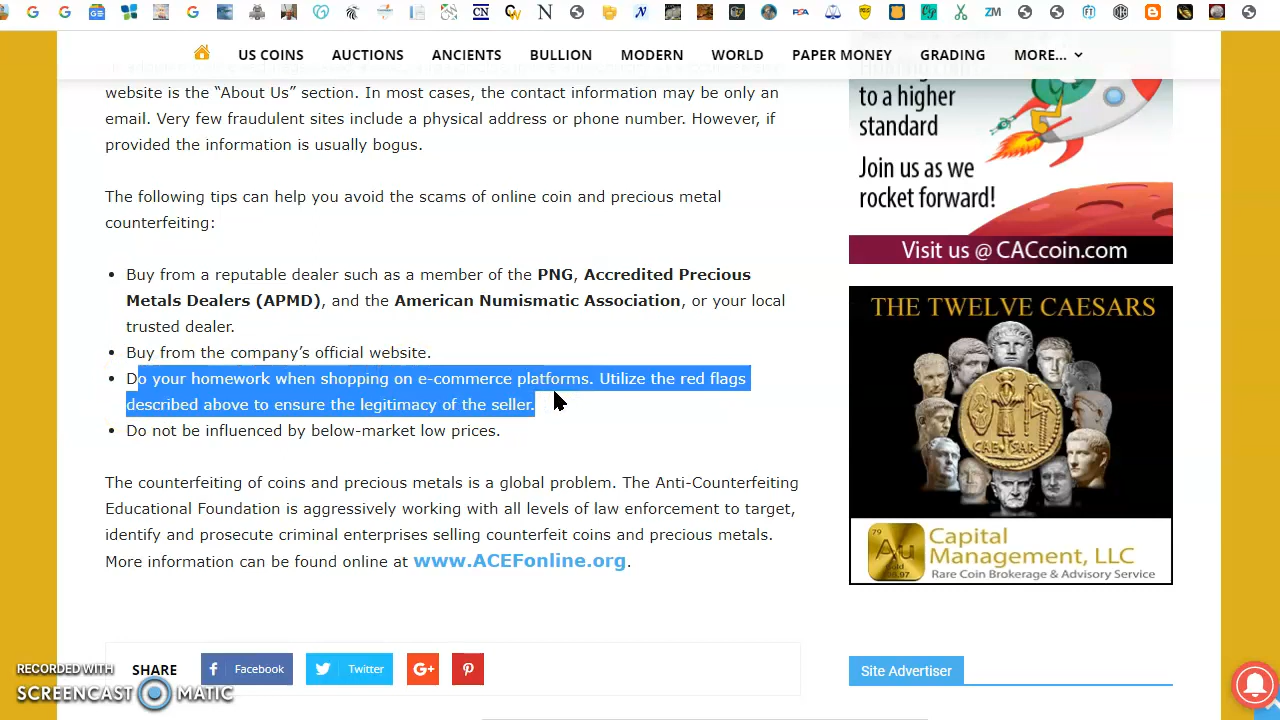 US COINS AUCTIONS ANCIENTS BULLION MODERN WORLD PAPER MONEY GRADING MORE...
website is the “About Us” section. In most cases, the contact information may be only an
email. Very few fraudulent sites include a physical address or phone number. However, if
provided the information is usually bogus.
The following tips can help you avoid the scams of online coin and precious metal
counterfeiting:
• Buy from a reputable dealer such as a member of the PNG, Accredited Precious
Metals Dealers (APMD), and the American Numismatic Association, or your local
trusted dealer.
• Buy from the company’s official website.
• Do your homework when shopping on e-commerce platforms. Utilize the red flags
described above to ensure the legitimacy of the seller.
• Do not be influenced by below-market low prices.
The counterfeiting of coins and precious metals is a global problem. The Anti-Counterfeiting
Educational Foundation is aggressively working with all levels of law enforcement to target,
identify and prosecute criminal enterprises selling counterfeit coins and precious metals.
More information can be found online at www.ACEFonline.org.
SHARE Facebook Twitter G+
RECORDED WITH
SCREENCAST MATIC
to a higher
standard
Join us as we
rocket forward!
Visit us @ CACcoin.com
THE TWELVE CAESARS
CAESAR
79
Au
Gold
Capital
Management, LLC
Rare Coin Brokerage & Advisory Service
Site Advertiser